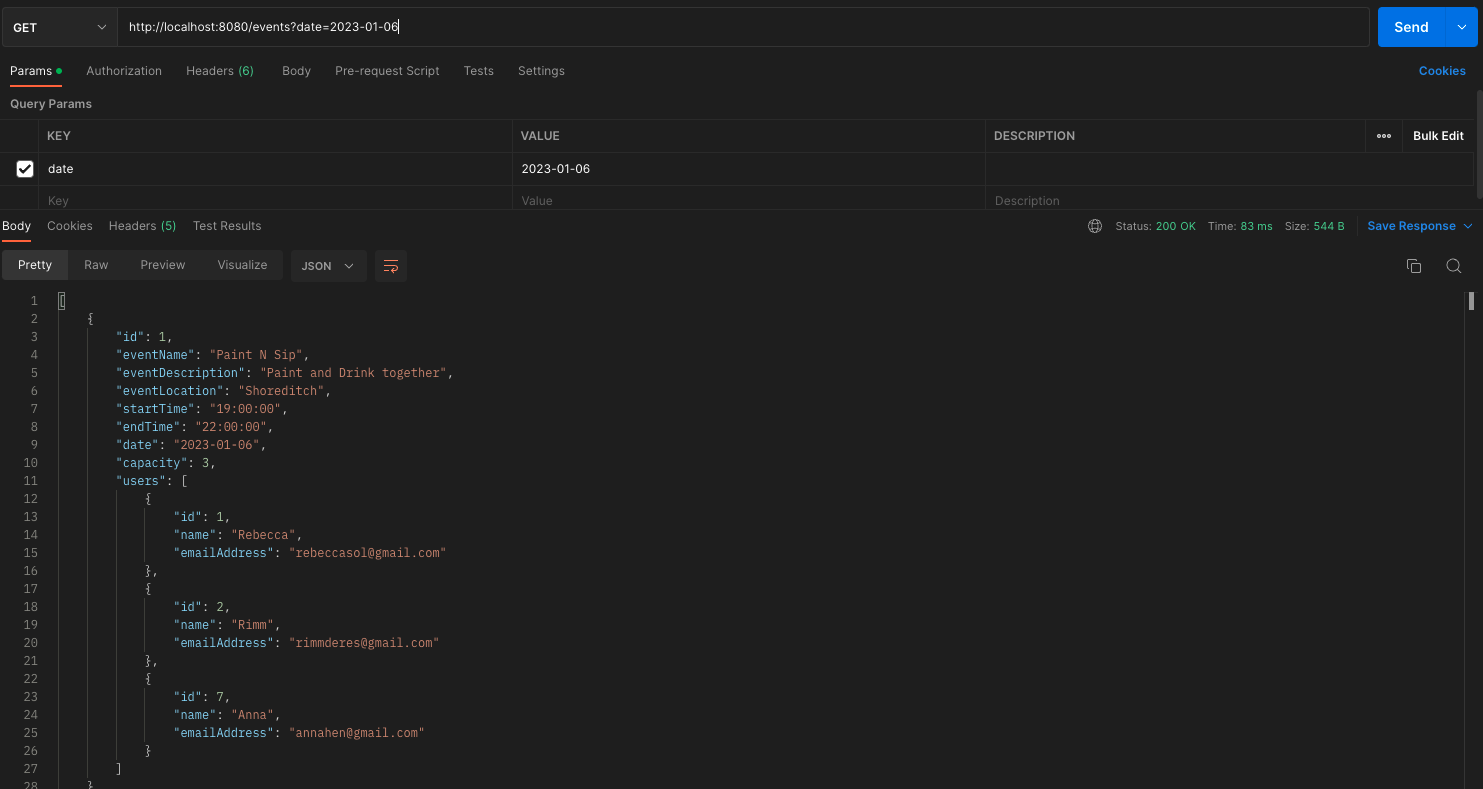 GET http://localhost:8080/events?date=2023-01-06 Send
Params Authorization Headers (6) Body Pre-request Script Tests Settings Cookies
Query Params
KEY VALUE DESCRIPTION ooo Bulk Edit
date 2023-01-06
Key Value Description
Body Cookies Headers (5) Test Results Status: 200 OK Time: 83 ms Size: 544 B Save Response
Pretty Raw Preview Visualize JSON
1 [
2 {
3 "id": 1,
4 "eventName": "Paint N Sip",
5 "eventDescription": "Paint and Drink together",
6 "eventLocation": "Shoreditch",
7 "startTime": "19:00:00",
8 "endTime": "22:00:00",
9 "date": "2023-01-06",
10 "capacity": 3,
11 "users": [
12 {
13 "id": 1,
14 "name": "Rebecca",
15 "emailAddress": "rebeccasol@gmail.com"
16 },
17 {
18 "id": 2,
19 "name": "Rimm",
20 "emailAddress": "rimmderes@gmail.com"
21 },
22 {
23 "id": 7,
24 "name": "Anna",
25 "emailAddress": "annahen@gmail.com"
26 }
27 ]
28 }